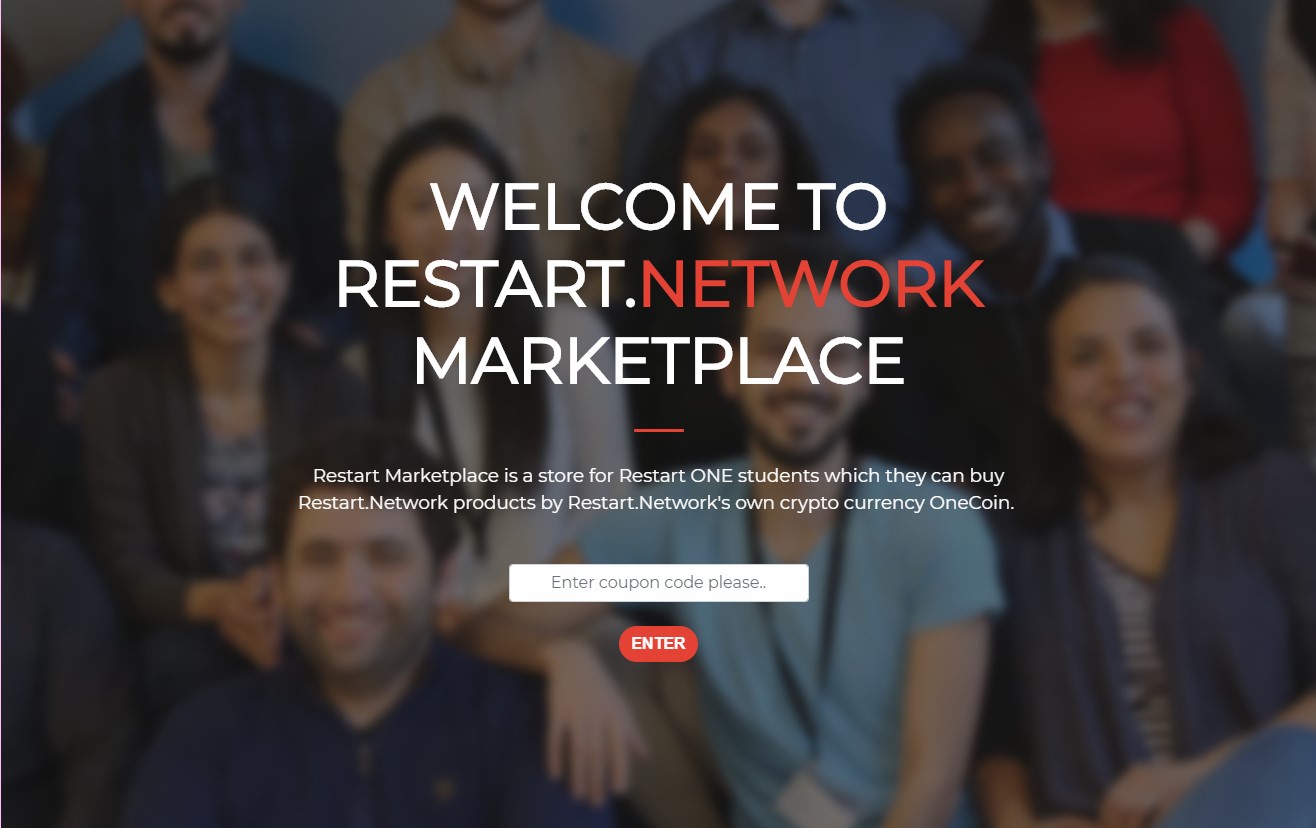 WELCOME TO
RESTART.NETWORK
MARKETPLACE
Restart Marketplace is a store for Restart ONE students which they can buy
Restart.Network products by Restart.Network's own crypto currency OneCoin.
Enter coupon code please..
ENTER